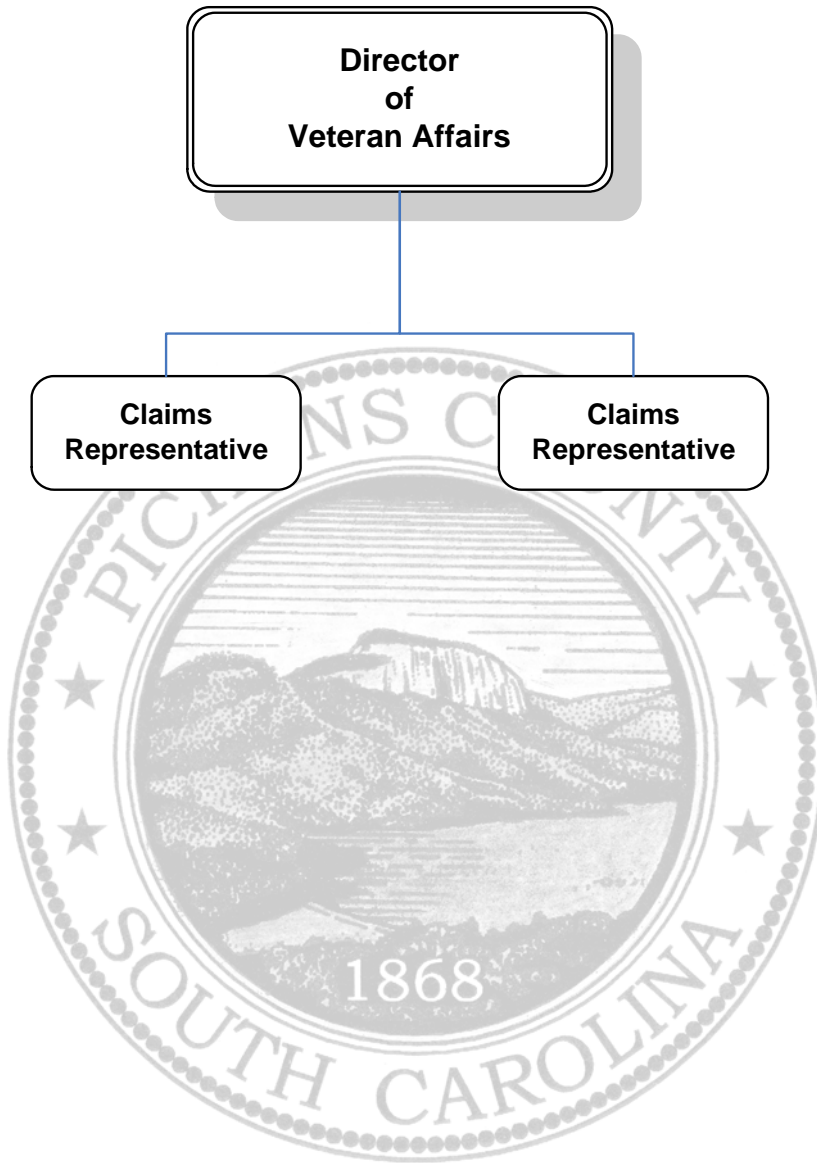 Director
of
Veteran Affairs
Claims
Representative
Claims
Representative
PICKENS COUNTY
1868
SOUTH CAROLINA